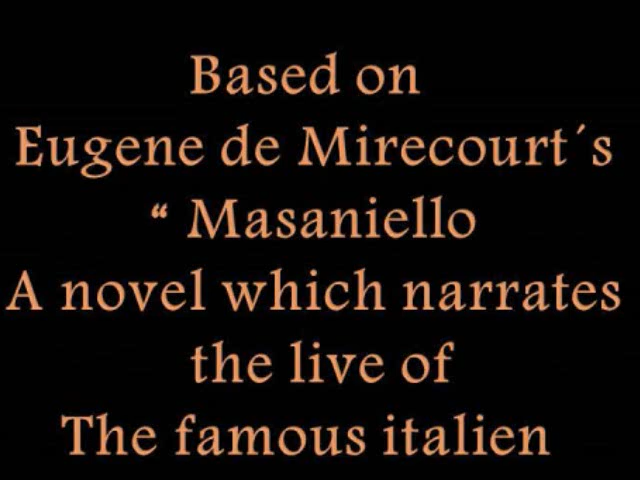 Based on
Eugene de Mirecourt´s
“ Masaniello
A novel which narrates
the live of
The famous italien